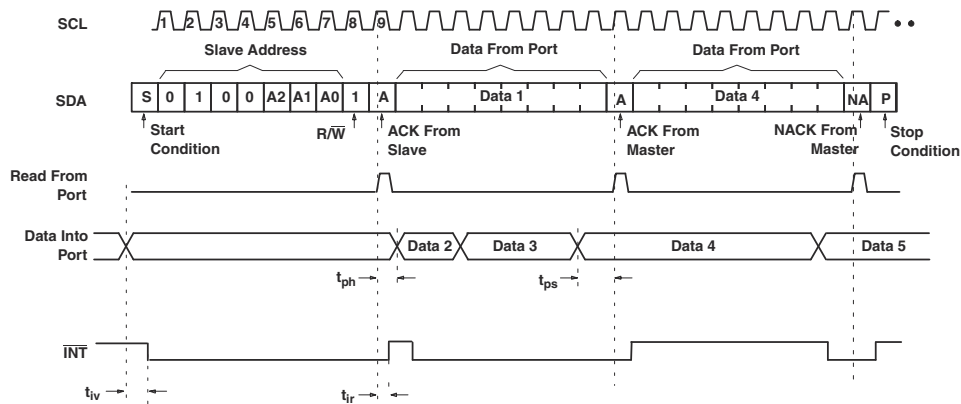 SCL 1 2 3 4 5 6 7 8 9
Slave Address Data From Port Data From Port
SDA S 0 1 0 0 A2 A1 A0 1 A Data 1 A Data 4 NA P
Start Condition
R/W̅
ACK From Slave
ACK From Master
NACK From Master
Stop Condition
Read From Port
Data Into Port Data 2 Data 3 Data 4 Data 5
tph tps
I̅N̅T̅
tiv tir